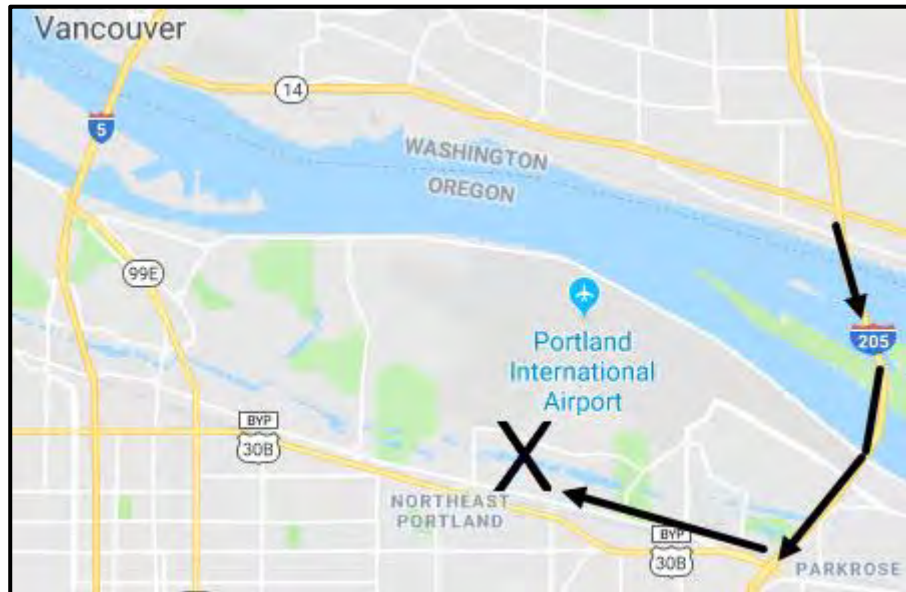 Vancouver
14
5
WASHINGTON
OREGON
99E
205
Portland
International
Airport
BYP
30B
NORTHEAST
PORTLAND
BYP
30B
PARKROSE